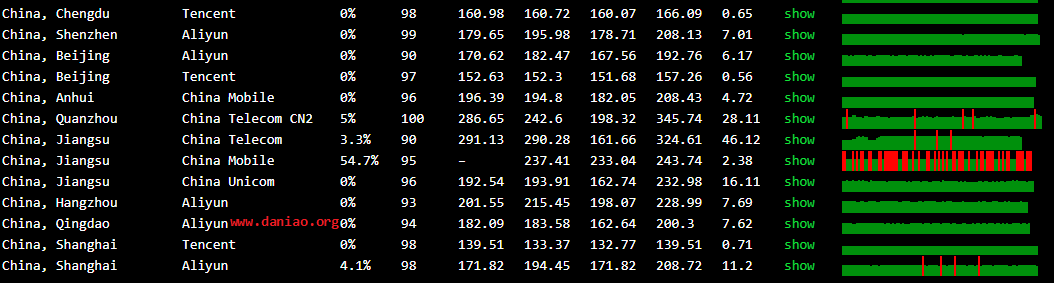 China, Chengdu Tencent 0% 98 160.98 160.72 160.07 166.09 0.65 show
China, Shenzhen Aliyun 0% 99 179.65 195.98 178.71 208.13 7.01 show
China, Beijing Aliyun 0% 90 170.62 182.47 167.56 192.76 6.17 show
China, Beijing Tencent 0% 97 152.63 152.3 151.68 157.26 0.56 show
China, Anhui China Mobile 0% 96 196.39 194.8 182.05 208.43 4.72 show
China, Quanzhou China Telecom CN2 5% 100 286.65 242.6 198.32 345.74 28.11 show
China, Jiangsu China Telecom 3.3% 90 291.13 290.28 161.66 324.61 46.12 show
China, Jiangsu China Mobile 54.7% 95 – 237.41 233.04 243.74 2.38 show
China, Jiangsu China Unicom 0% 96 192.54 193.91 162.74 232.98 16.11 show
China, Hangzhou Aliyun 0% 93 201.55 215.45 198.07 228.99 7.69 show
China, Qingdao Aliyun www.daniao.org 0% 94 182.09 183.58 162.64 200.3 7.62 show
China, Shanghai Tencent 0% 98 139.51 133.37 132.77 139.51 0.71 show
China, Shanghai Aliyun 4.1% 98 171.82 194.45 171.82 208.72 11.2 show